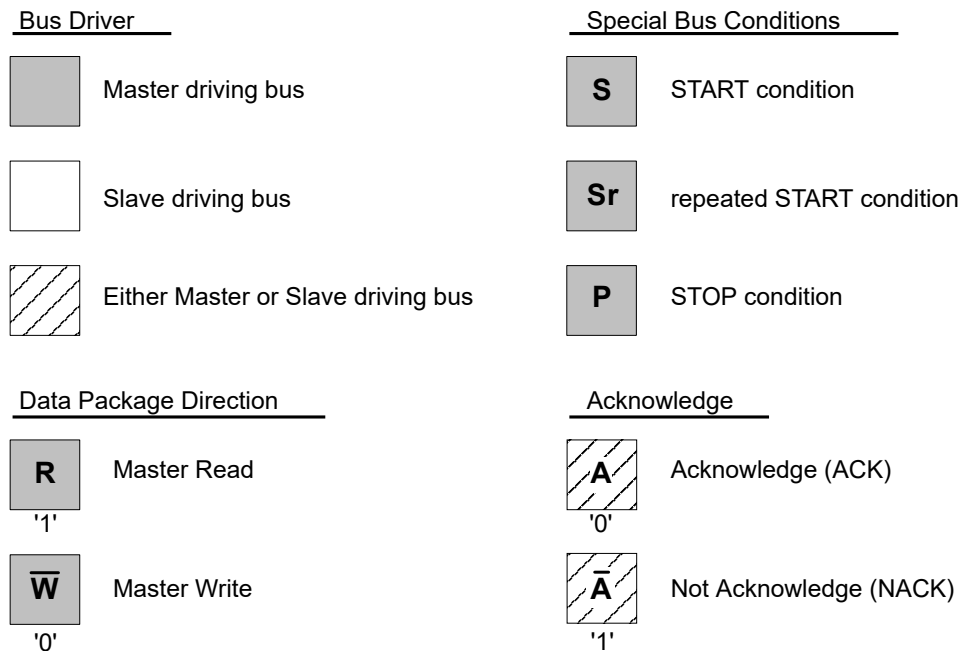 Bus Driver
Master driving bus
Slave driving bus
Either Master or Slave driving bus
Special Bus Conditions
S START condition
Sr repeated START condition
P STOP condition
Data Package Direction
R Master Read
'1'
W̅ Master Write
'0'
Acknowledge
A Acknowledge (ACK)
'0'
A̅ Not Acknowledge (NACK)
'1'